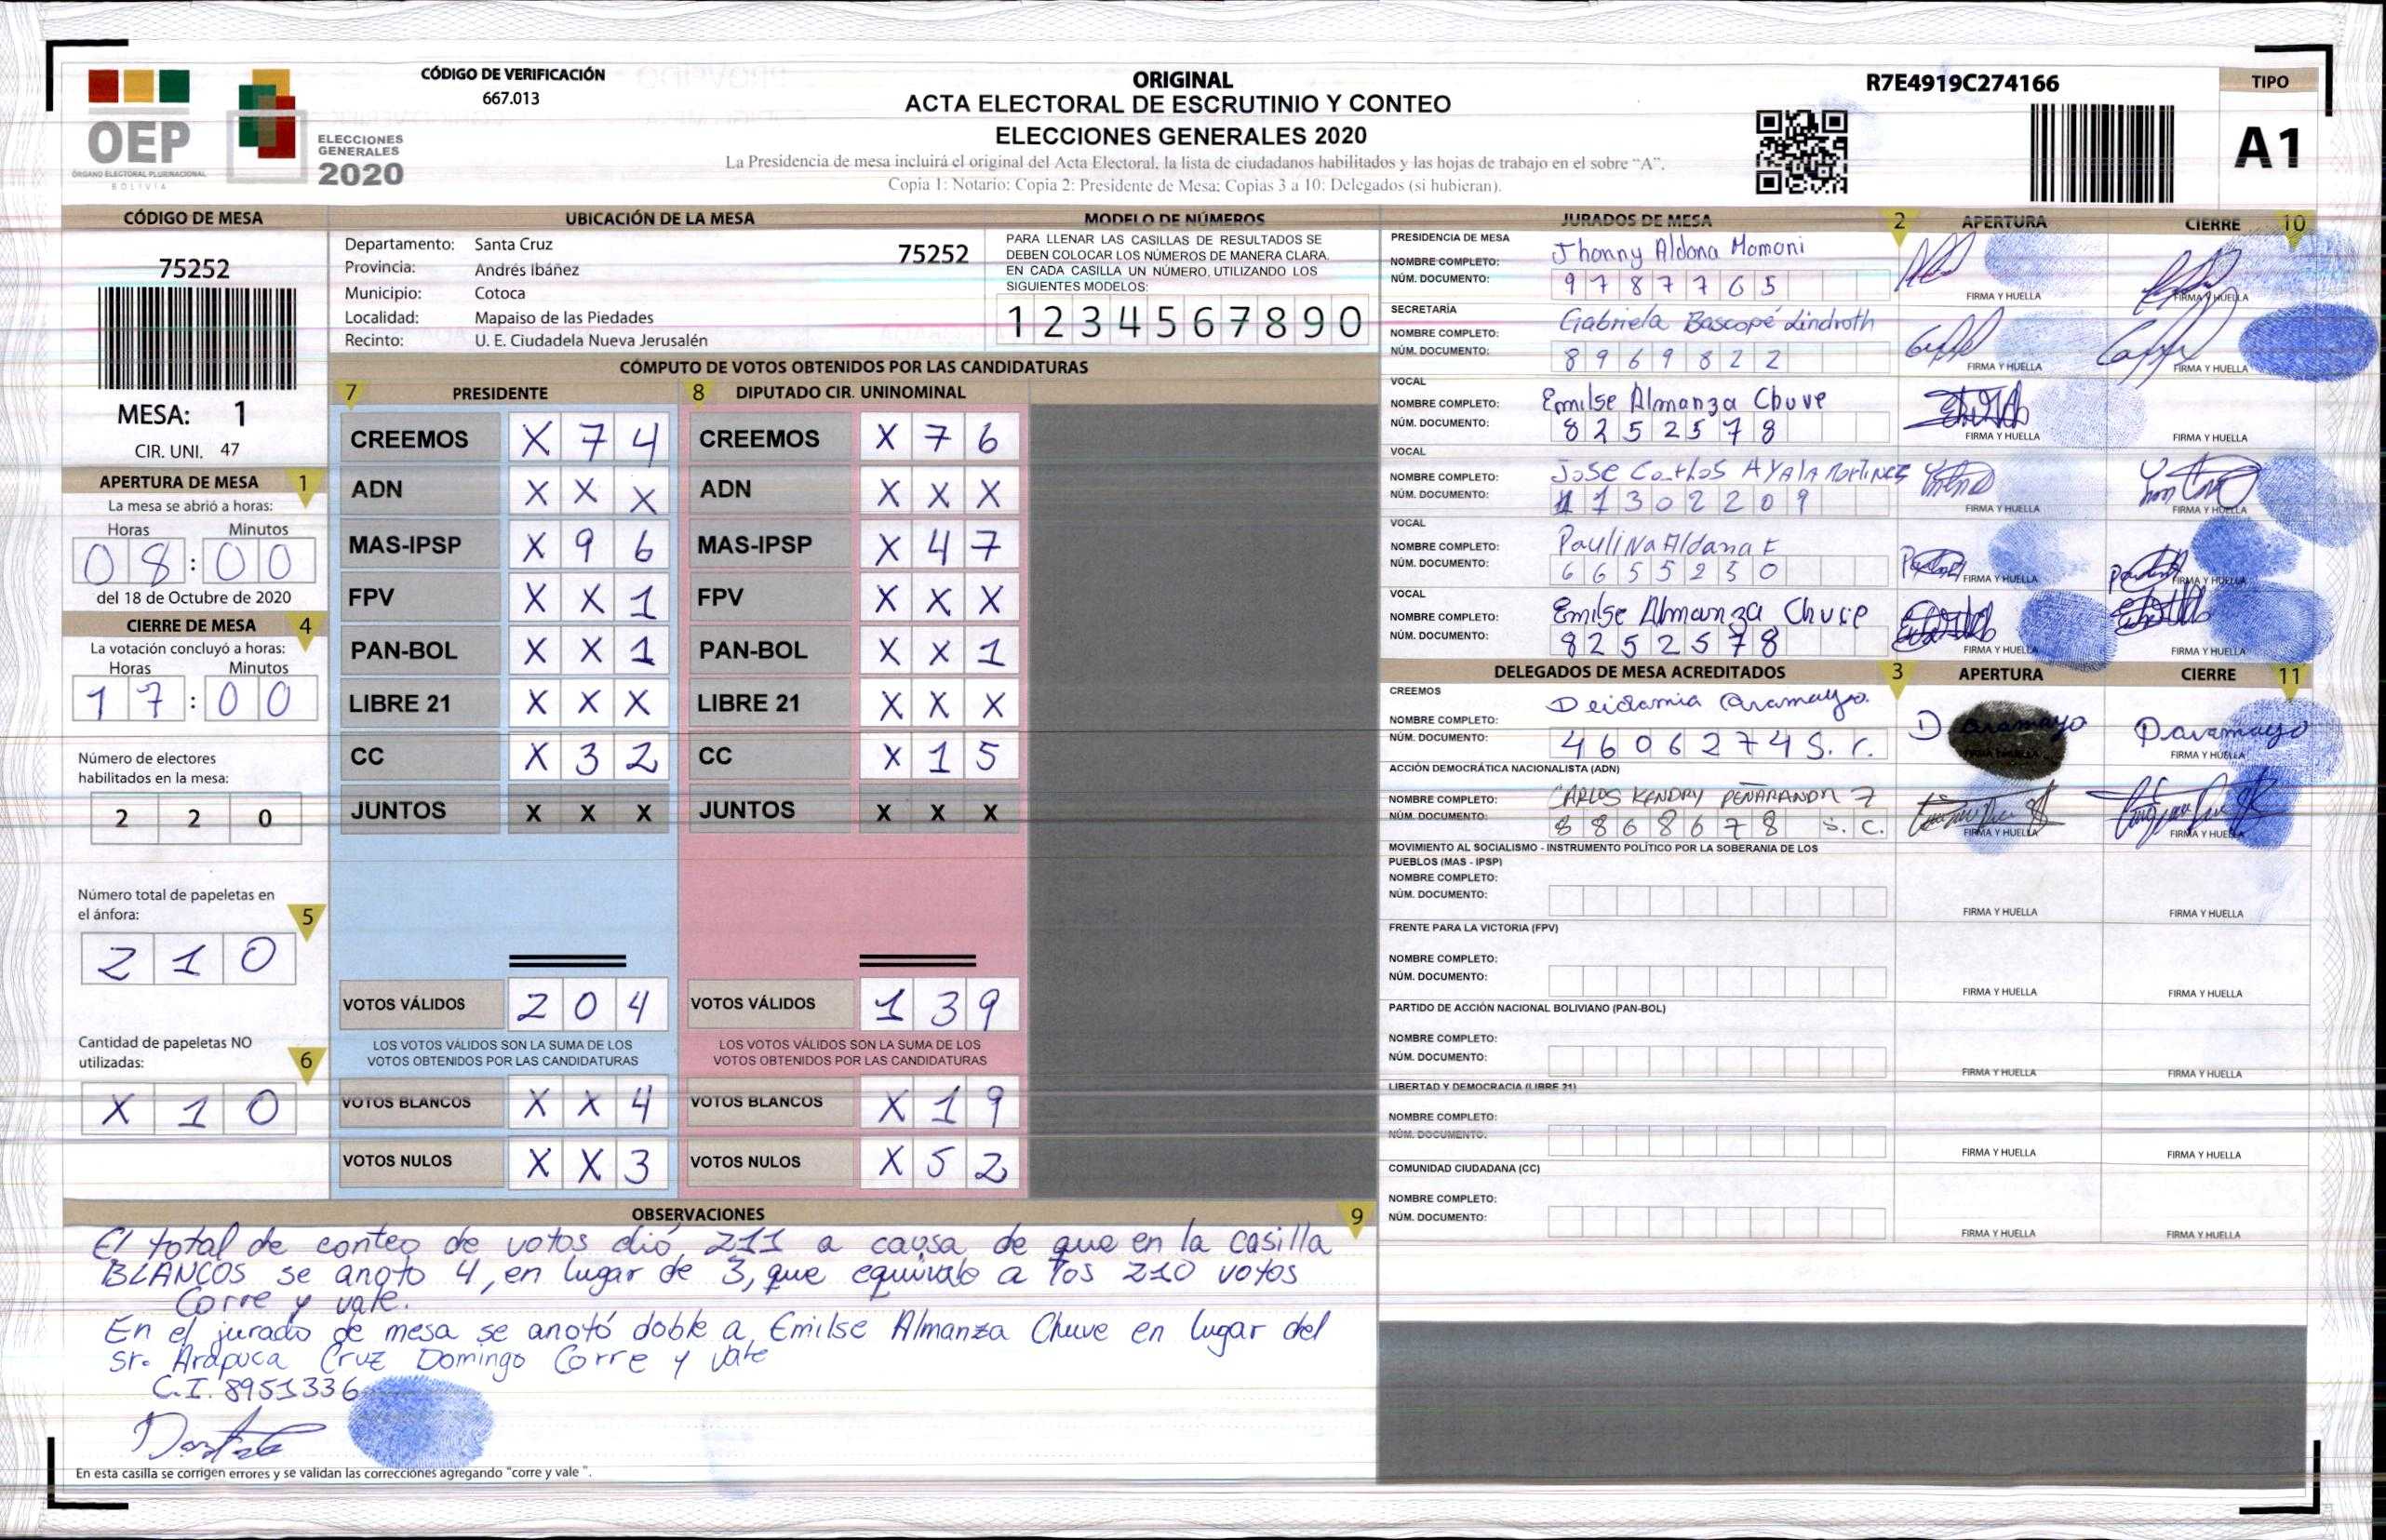 CÓDIGO DE VERIFICACIÓN
667.013
OEP
ÓRGANO ELECTORAL PLURINACIONAL
BOLIVIA
ELECCIONES
GENERALES
2020
ORIGINAL
ACTA ELECTORAL DE ESCRUTINIO Y CONTEO
ELECCIONES GENERALES 2020
La Presidencia de mesa incluirá el original del Acta Electoral, la lista de ciudadanos habilitados y las hojas de trabajo en el sobre "A".
Copia 1: Notario: Copia 2: Presidente de Mesa: Copias 3 a 10: Delegados (si hubieran).
R7E4919C274166
TIPO
A1
CÓDIGO DE MESA
75252
MESA: 1
CIR. UNI. 47
APERTURA DE MESA 1
La mesa se abrió a horas:
Horas Minutos
08:00
del 18 de Octubre de 2020
CIERRE DE MESA 4
La votación concluyó a horas:
Horas Minutos
17:00
Número de electores
habilitados en la mesa:
2 2 0
Número total de papeletas en
el ánfora:
5
2 1 0
Cantidad de papeletas NO
utilizadas:
6
X 1 0
UBICACIÓN DE LA MESA
Departamento: Santa Cruz 75252
Provincia: Andrés Ibáñez
Municipio: Cotoca
Localidad: Mapaiso de las Piedades
Recinto: U. E. Ciudadela Nueva Jerusalén
MODELO DE NÚMEROS
PARA LLENAR LAS CASILLAS DE RESULTADOS SE
DEBEN COLOCAR LOS NÚMEROS DE MANERA CLARA.
EN CADA CASILLA UN NÚMERO, UTILIZANDO LOS
SIGUIENTES MODELOS:
1 2 3 4 5 6 7 8 9 0
CÓMPUTO DE VOTOS OBTENIDOS POR LAS CANDIDATURAS
7 PRESIDENTE 8 DIPUTADO CIR. UNINOMINAL
CREEMOS X 7 4 CREEMOS X 7 6
ADN X X X ADN X X X
MAS-IPSP X 9 6 MAS-IPSP X 4 7
FPV X X 1 FPV X X X
PAN-BOL X X 1 PAN-BOL X X 1
LIBRE 21 X X X LIBRE 21 X X X
CC X 3 2 CC X 1 5
JUNTOS X X X JUNTOS X X X
VOTOS VÁLIDOS 2 0 4 VOTOS VÁLIDOS 1 3 9
LOS VOTOS VÁLIDOS SON LA SUMA DE LOS LOS VOTOS VÁLIDOS SON LA SUMA DE LOS
VOTOS OBTENIDOS POR LAS CANDIDATURAS VOTOS OBTENIDOS POR LAS CANDIDATURAS
VOTOS BLANCOS X X 4 VOTOS BLANCOS X 1 9
VOTOS NULOS X X 3 VOTOS NULOS X 5 2
OBSERVACIONES 9
El total de conteo de votos dió 211 a causa de que en la casilla
BLANCOS se anoto 4, en lugar de 3, que equivale a los 210 votos
Corre y vale.
En el jurado de mesa se anotó doble a Emilse Almanza Chuve en lugar del
Sr. Arapuca Cruz Domingo Corre y vale
C.I. 8951336
En esta casilla se corrigen errores y se validan las correcciones agregando "corre y vale".
JURADOS DE MESA 2 APERTURA CIERRE 10
PRESIDENCIA DE MESA
NOMBRE COMPLETO: Jhonny Aldana Mamani
NÚM. DOCUMENTO: 9787765
FIRMA Y HUELLA FIRMA Y HUELLA
SECRETARÍA
NOMBRE COMPLETO: Gabriela Bascopé Lindroth
NÚM. DOCUMENTO: 8969822
FIRMA Y HUELLA FIRMA Y HUELLA
VOCAL
NOMBRE COMPLETO: Emilse Almanza Chuve
NÚM. DOCUMENTO: 8252578
FIRMA Y HUELLA FIRMA Y HUELLA
VOCAL
NOMBRE COMPLETO: Jose Carlos AYALA MARTINEZ
NÚM. DOCUMENTO: 11302209
FIRMA Y HUELLA FIRMA Y HUELLA
VOCAL
NOMBRE COMPLETO: Paulina Aldana F
NÚM. DOCUMENTO: 6655250
FIRMA Y HUELLA FIRMA Y HUELLA
VOCAL
NOMBRE COMPLETO: Emilse Almanza Chuve
NÚM. DOCUMENTO: 8252578
FIRMA Y HUELLA FIRMA Y HUELLA
DELEGADOS DE MESA ACREDITADOS 3 APERTURA CIERRE 11
CREEMOS
NOMBRE COMPLETO: Deidamia Aramayo. D Aramayo D Aramayo
NÚM. DOCUMENTO: 4606274 S. C.
FIRMA Y HUELLA
ACCIÓN DEMOCRÁTICA NACIONALISTA (ADN)
NOMBRE COMPLETO: CARLOS KENDRY PEÑARANDA Z
NÚM. DOCUMENTO: 8868678 S. C.
FIRMA Y HUELLA FIRMA Y HUELLA
MOVIMIENTO AL SOCIALISMO - INSTRUMENTO POLÍTICO POR LA SOBERANIA DE LOS
PUEBLOS (MAS - IPSP)
NOMBRE COMPLETO:
NÚM. DOCUMENTO:
FIRMA Y HUELLA FIRMA Y HUELLA
FRENTE PARA LA VICTORIA (FPV)
NOMBRE COMPLETO:
NÚM. DOCUMENTO:
FIRMA Y HUELLA FIRMA Y HUELLA
PARTIDO DE ACCIÓN NACIONAL BOLIVIANO (PAN-BOL)
NOMBRE COMPLETO:
NÚM. DOCUMENTO:
FIRMA Y HUELLA FIRMA Y HUELLA
LIBERTAD Y DEMOCRACIA (LIBRE 21)
NOMBRE COMPLETO:
NÚM. DOCUMENTO:
FIRMA Y HUELLA FIRMA Y HUELLA
COMUNIDAD CIUDADANA (CC)
NOMBRE COMPLETO:
NÚM. DOCUMENTO:
FIRMA Y HUELLA FIRMA Y HUELLA